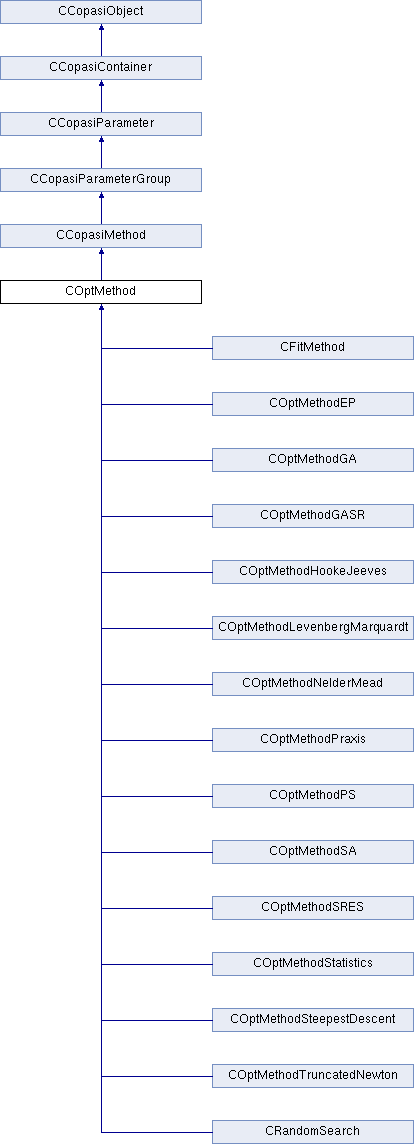 CCopasiObject
CCopasiContainer
CCopasiParameter
CCopasiParameterGroup
CCopasiMethod
COptMethod
CFitMethod
COptMethodEP
COptMethodGA
COptMethodGASR
COptMethodHookeJeeves
COptMethodLevenbergMarquardt
COptMethodNelderMead
COptMethodPraxis
COptMethodPS
COptMethodSA
COptMethodSRES
COptMethodStatistics
COptMethodSteepestDescent
COptMethodTruncatedNewton
CRandomSearch